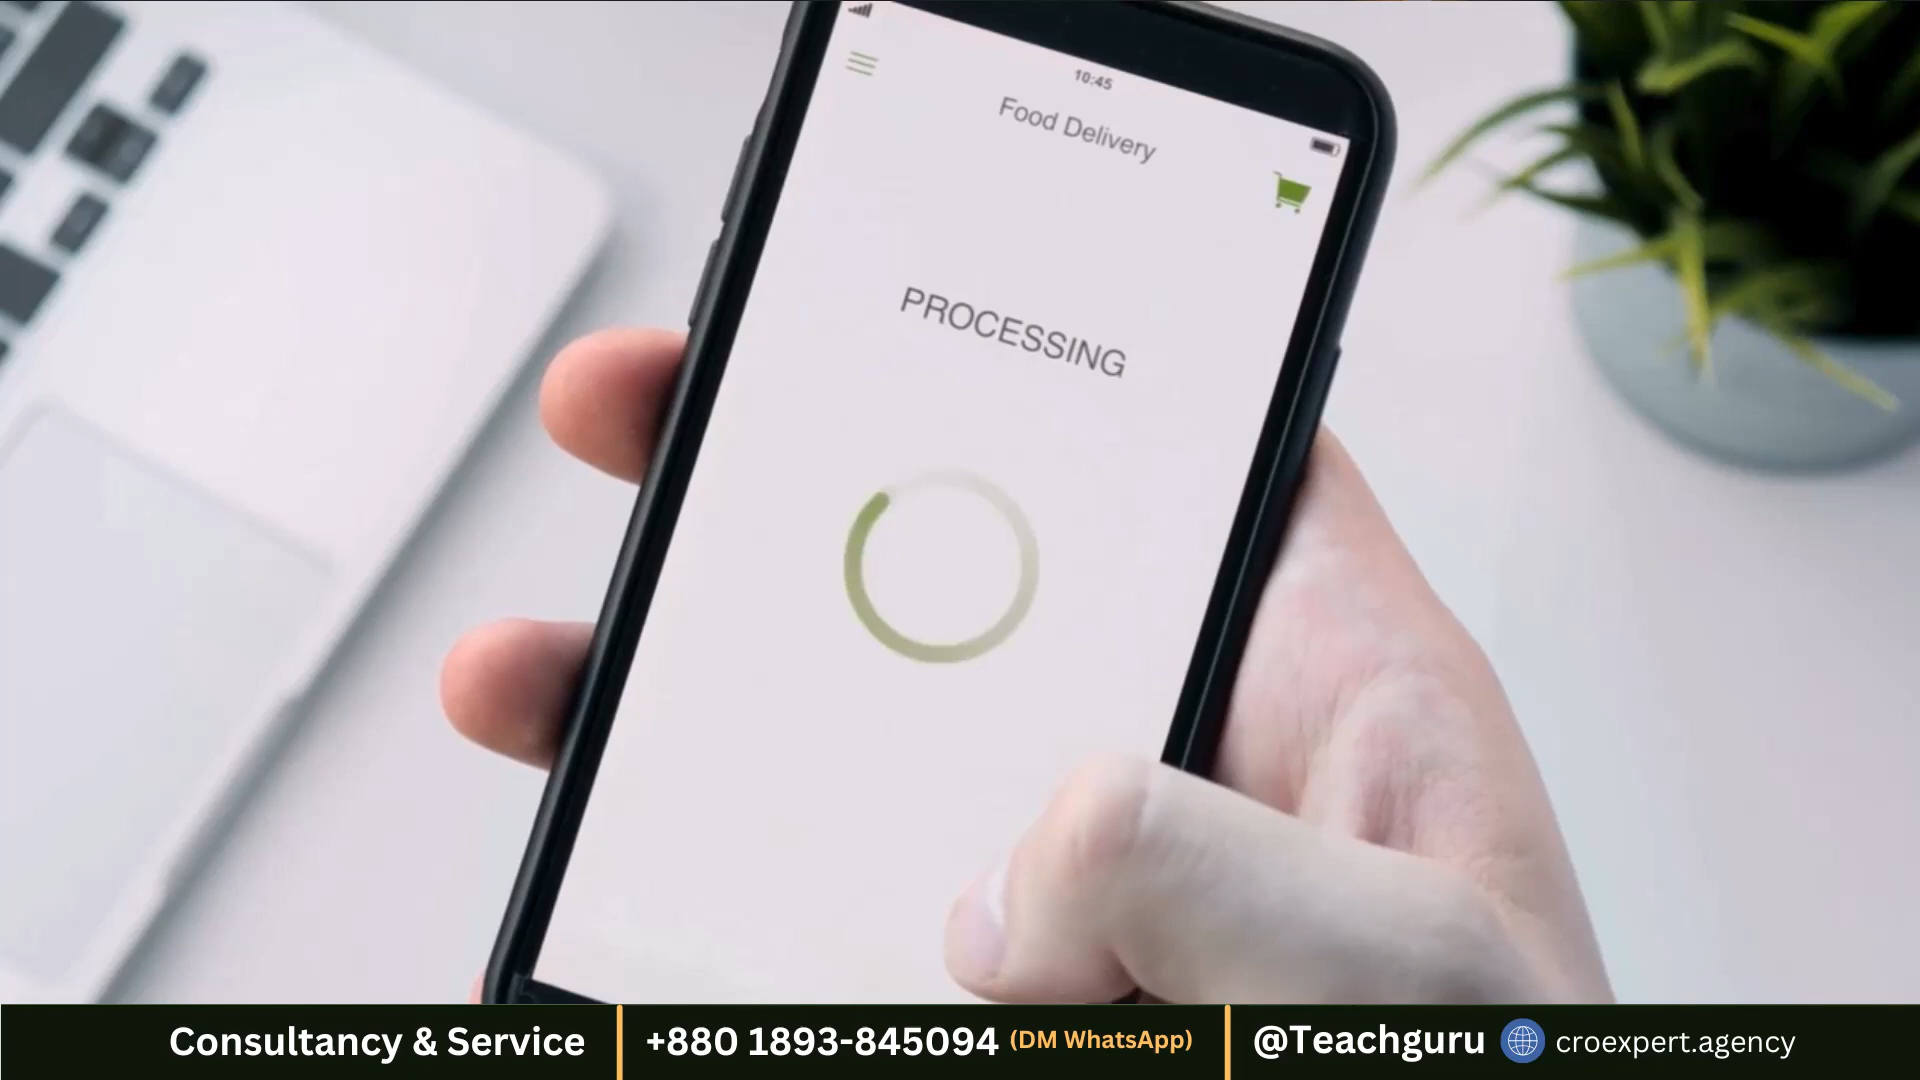 10:45
Food Delivery
PROCESSING
Consultancy & Service
+880 1893-845094 (DM WhatsApp)
@Teachguru
croexpert.agency